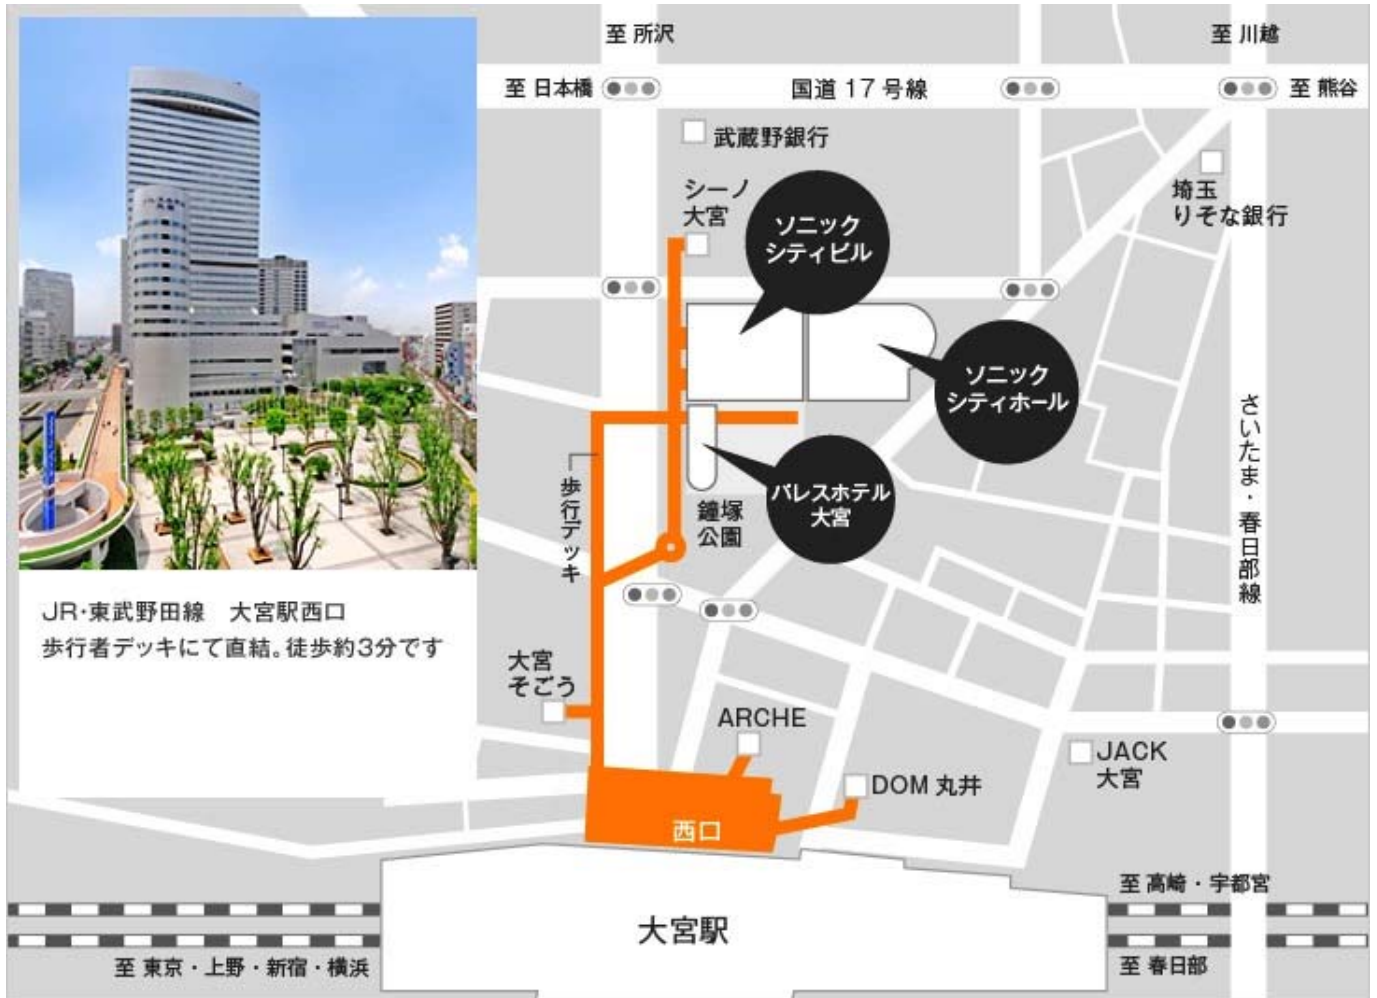 至 所沢
至 川越
至 日本橋
国道 17 号線
至 熊谷
武蔵野銀行
シーノ
大宮
ソニック
シティビル
埼玉
りそな銀行
ソニック
シティホール
さいたま・春日部線
歩行デッキ
パレスホテル
大宮
鐘塚
公園
JR・東武野田線　大宮駅西口
歩行者デッキにて直結。徒歩約3分です
大宮
そごう
ARCHE
JACK
大宮
DOM 丸井
西口
大宮駅
至 高崎・宇都宮
至 東京・上野・新宿・横浜
至 春日部